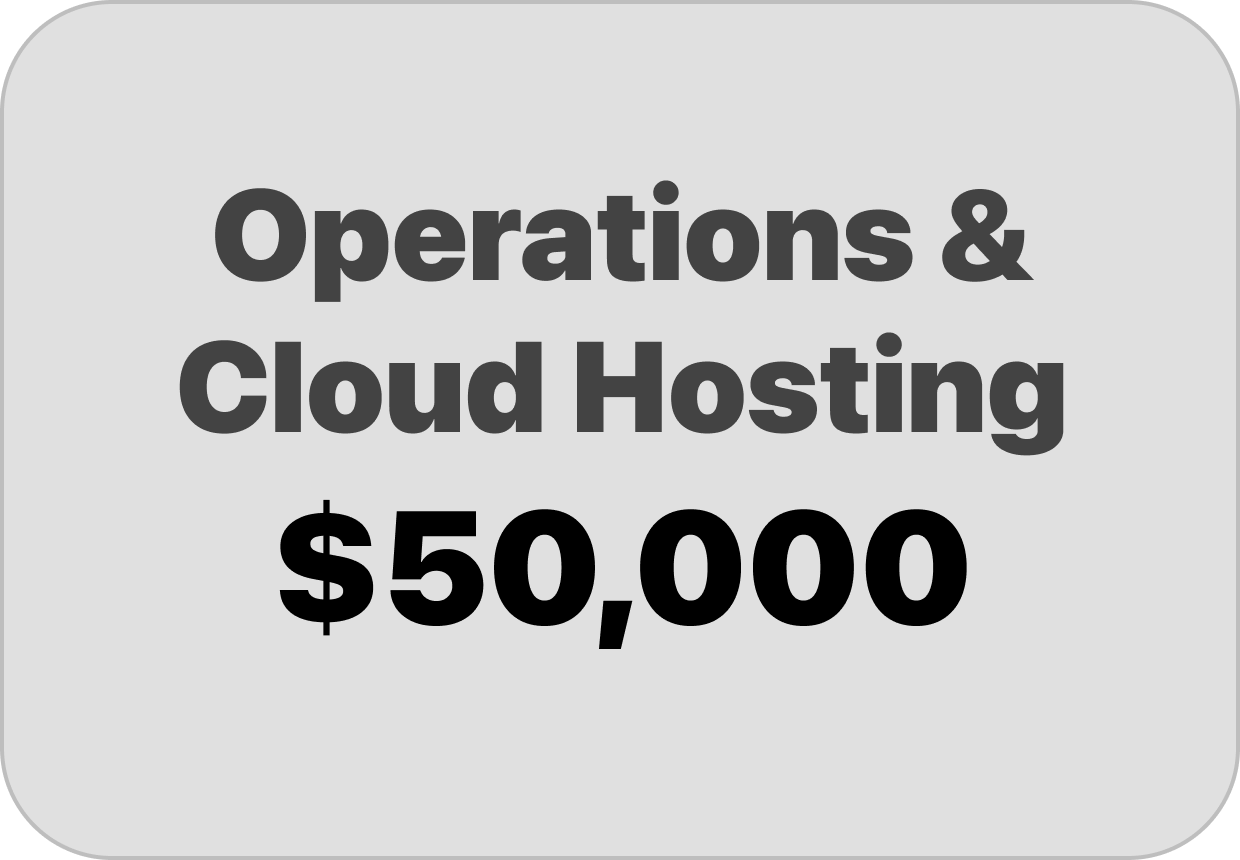 Operations &
Cloud Hosting
$50,000